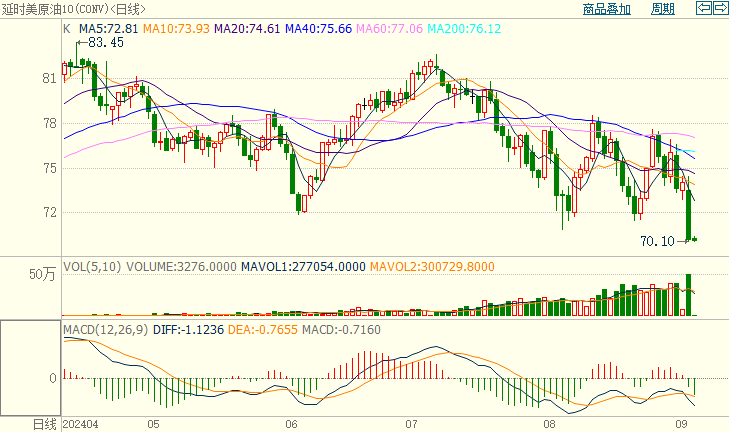 延时美原油10(CONV)<日线> 商品叠加 周期
K MA5:72.81 MA10:73.93 MA20:74.61 MA40:75.66 MA60:77.06 MA200:76.12
83.45
81
78
75
72
70.10
VOL(5,10) VOLUME:3276.0000 MAVOL1:277054.0000 MAVOL2:300729.8000
50万
MACD(12,26,9) DIFF:-1.1236 DEA:-0.7655 MACD:-0.7160
0
日线 202404 05 06 07 08 09